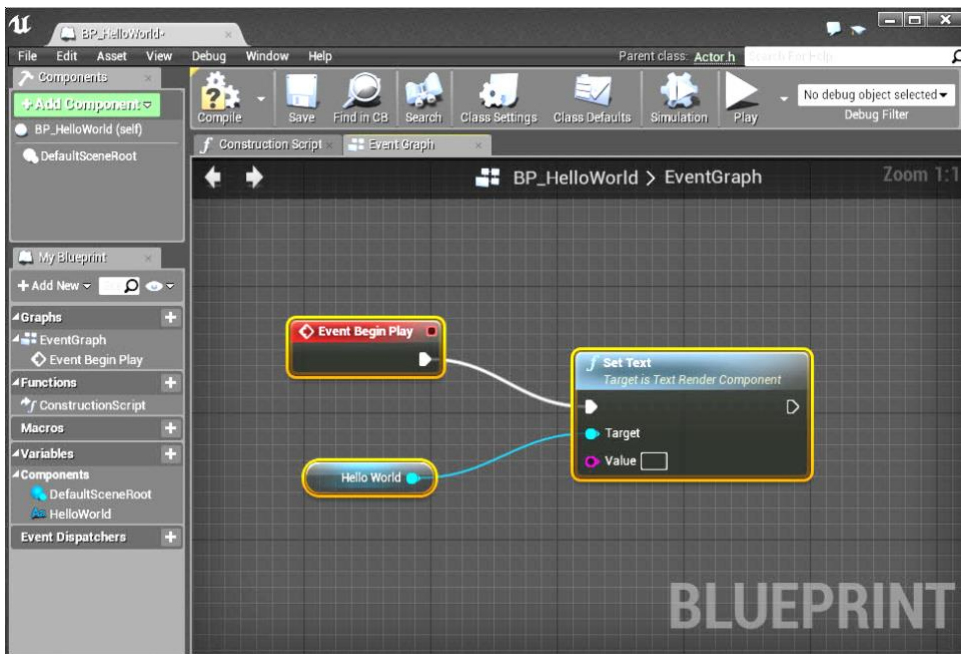 BP_HelloWorld*
File Edit Asset View Debug Window Help
Parent class: Actor.h
Search For Help
Components
+Add Component
BP_HelloWorld (self)
DefaultSceneRoot
Compile
Save
Find in CB
Search
Class Settings
Class Defaults
Simulation
Play
No debug object selected
Debug Filter
Construction Script
Event Graph
BP_HelloWorld > EventGraph
Zoom 1:1
My Blueprint
+Add New
Graphs
EventGraph
Event Begin Play
Functions
ConstructionScript
Macros
Variables
Components
DefaultSceneRoot
HelloWorld
Event Dispatchers
Event Begin Play
Set Text
Target is Text Render Component
Target
Value
Hello World
BLUEPRINT